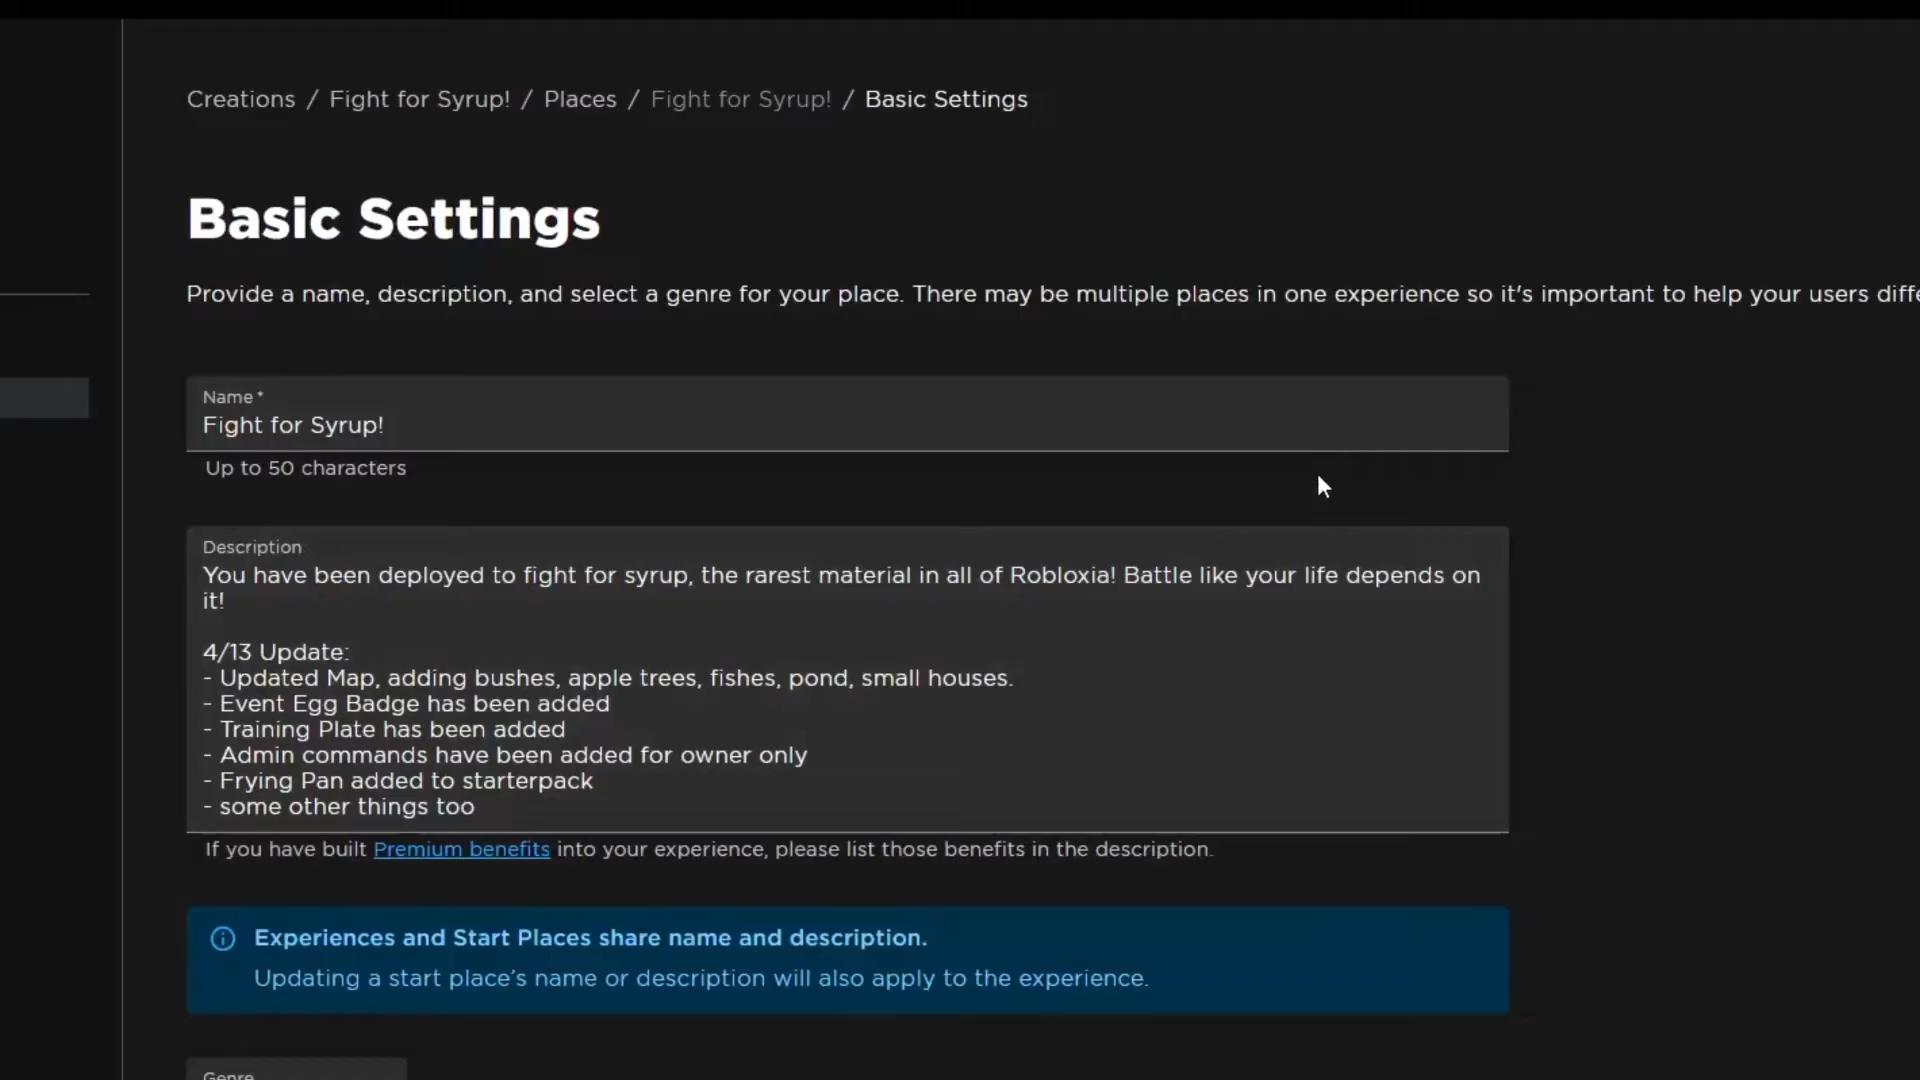 Creations / Fight for Syrup! / Places / Fight for Syrup! / Basic Settings
Basic Settings
Provide a name, description, and select a genre for your place. There may be multiple places in one experience so it's important to help your users diffe
Name *
Fight for Syrup!
Up to 50 characters
Description
You have been deployed to fight for syrup, the rarest material in all of Robloxia! Battle like your life depends on
it!
4/13 Update:
- Updated Map, adding bushes, apple trees, fishes, pond, small houses.
- Event Egg Badge has been added
- Training Plate has been added
- Admin commands have been added for owner only
- Frying Pan added to starterpack
- some other things too
If you have built Premium benefits into your experience, please list those benefits in the description.
Experiences and Start Places share name and description.
Updating a start place’s name or description will also apply to the experience.
Genre